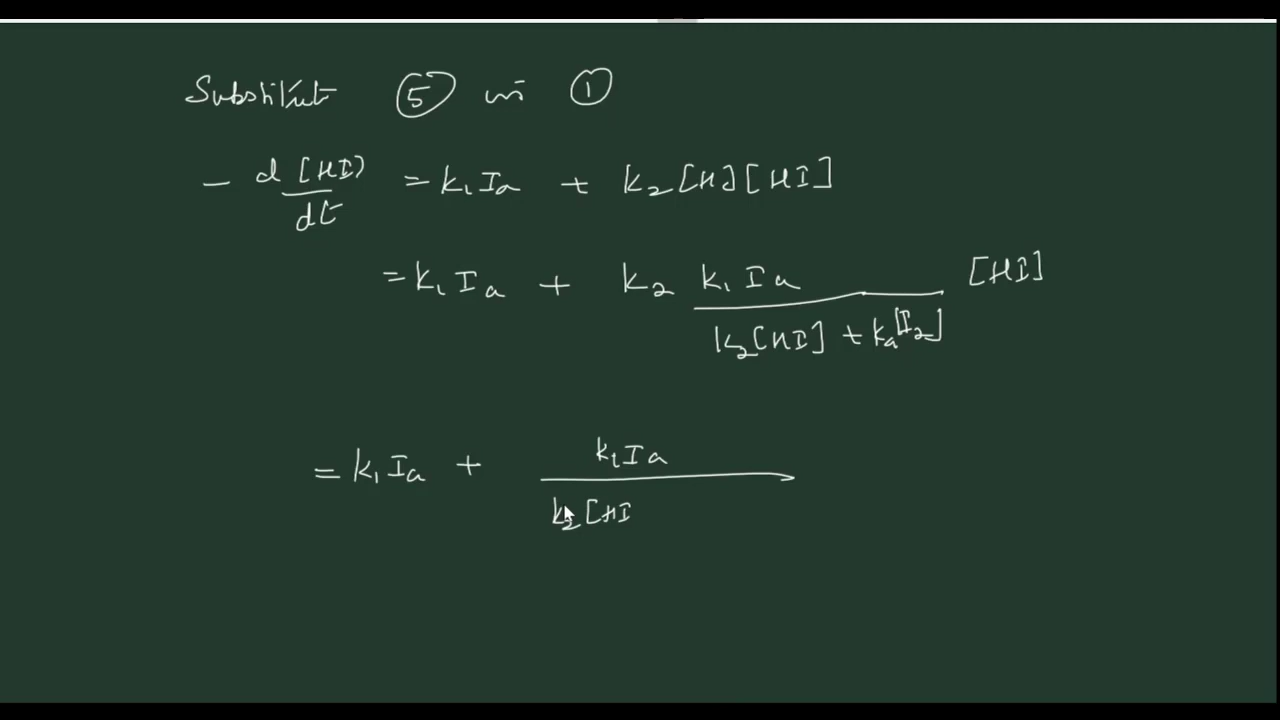 Substitut ⑤ in ①
- d[HI]/dt = k₁Iₐ + k₂[H][HI]
= k₁Iₐ + k₂ k₁Iₐ/(k₂[HI] + k₄[I₂]) [HI]
= k₁Iₐ + k₁Iₐ/k₂[HI